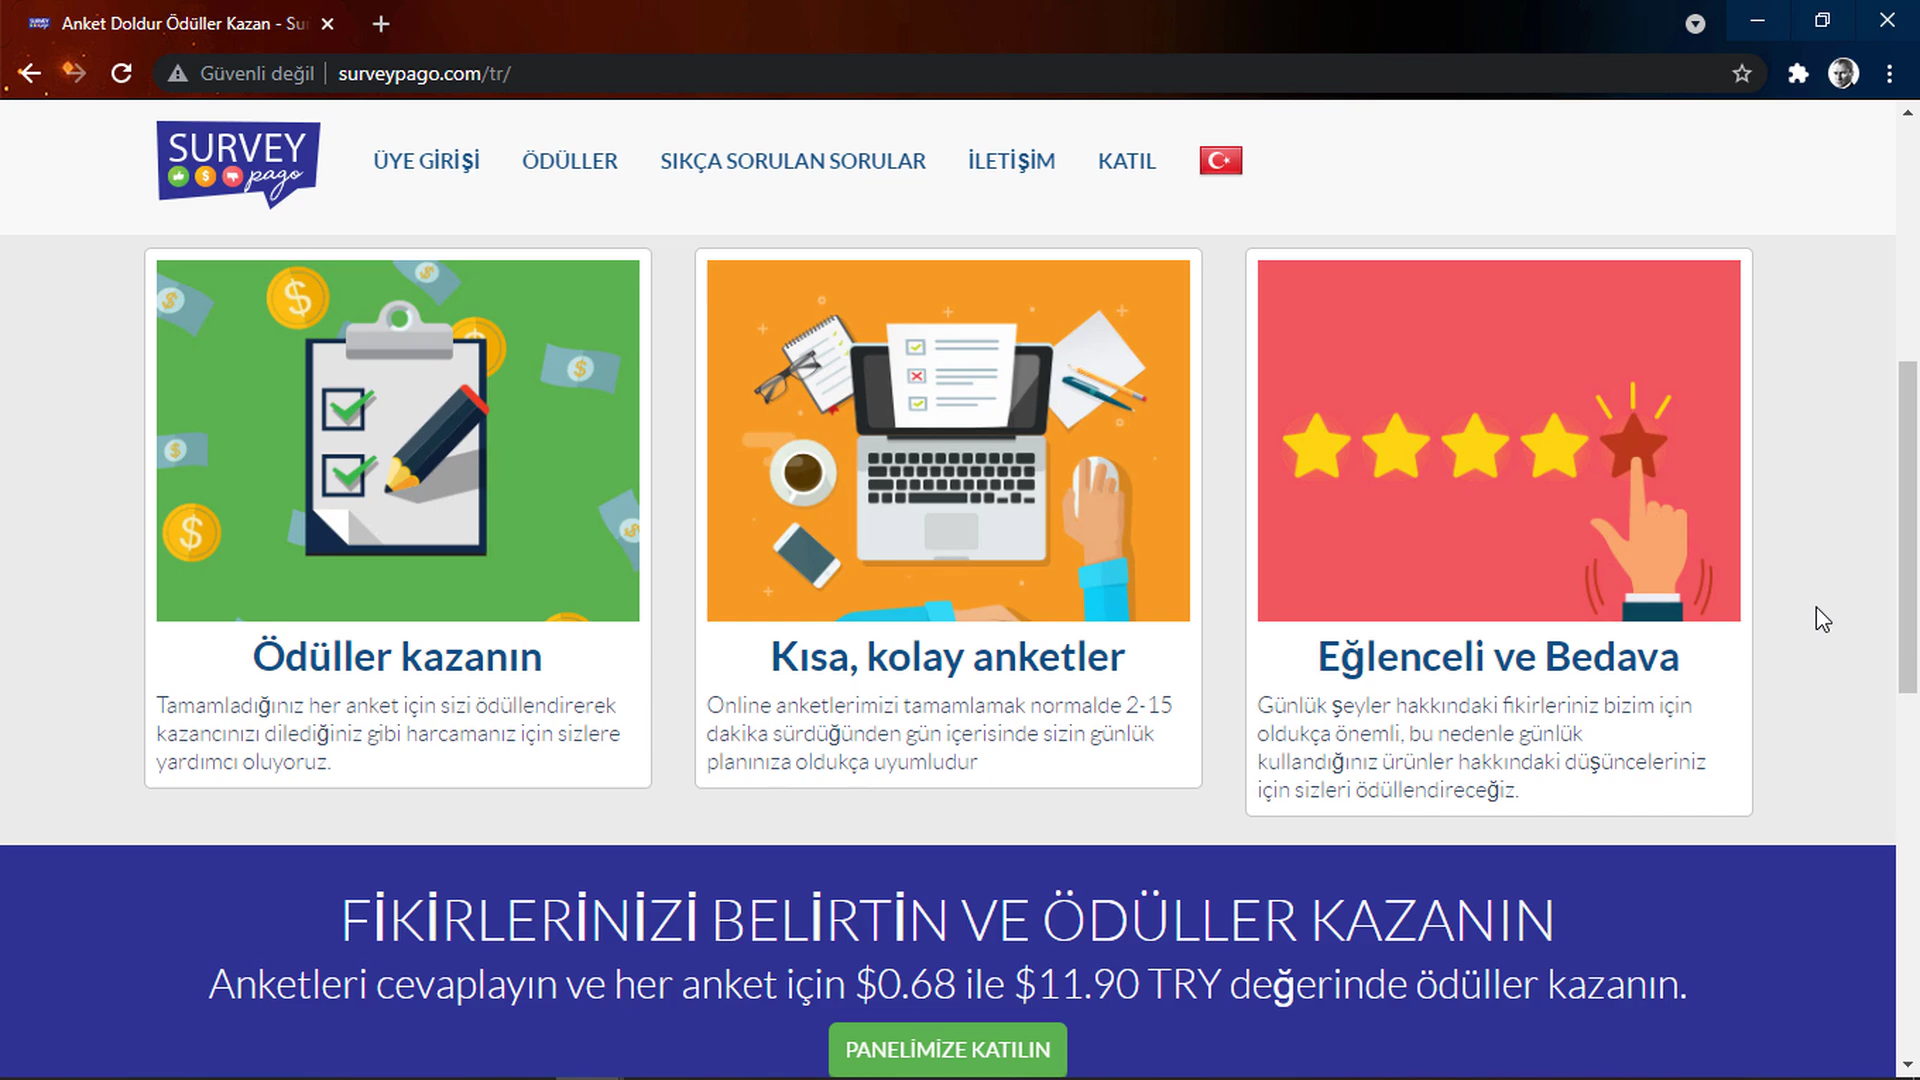 Anket Doldur Ödüller Kazan - Su
Güvenli değil
surveypago.com/tr/
SURVEY
pago
ÜYE GİRİŞİ
ÖDÜLLER
SIKÇA SORULAN SORULAR
İLETİŞİM
KATIL
Ödüller kazanın
Tamamladığınız her anket için sizi ödüllendirerek
kazancınızı dilediğiniz gibi harcamanız için sizlere
yardımcı oluyoruz.
Kısa, kolay anketler
Online anketlerimizi tamamlamak normalde 2-15
dakika sürdüğünden gün içerisinde sizin günlük
planınıza oldukça uyumludur
Eğlenceli ve Bedava
Günlük şeyler hakkındaki fikirleriniz bizim için
oldukça önemli, bu nedenle günlük
kullandığınız ürünler hakkındaki düşünceleriniz
için sizleri ödüllendireceğiz.
FİKİRLERİNİZİ BELİRTİN VE ÖDÜLLER KAZANIN
Anketleri cevaplayın ve her anket için $0.68 ile $11.90 TRY değerinde ödüller kazanın.
PANELİMİZE KATILIN